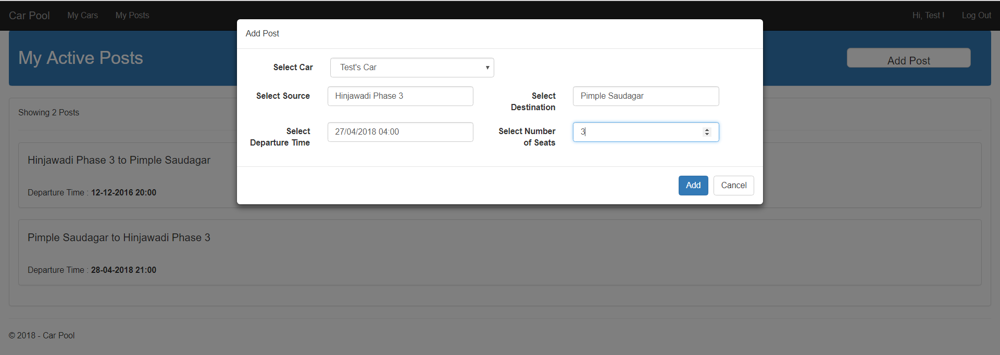 Car Pool My Cars My Posts Hi, Test ! Log Out
Add Post
My Active Posts
Add Post
Select Car Test's Car
Select Source Hinjawadi Phase 3
Select
Destination
Pimple Saudagar
Showing 2 Posts
Select
Departure Time
27/04/2018 04:00
Select Number
of Seats
3
Hinjawadi Phase 3 to Pimple Saudagar
Departure Time : 12-12-2016 20:00
Add Cancel
Pimple Saudagar to Hinjawadi Phase 3
Departure Time : 28-04-2018 21:00
© 2018 - Car Pool